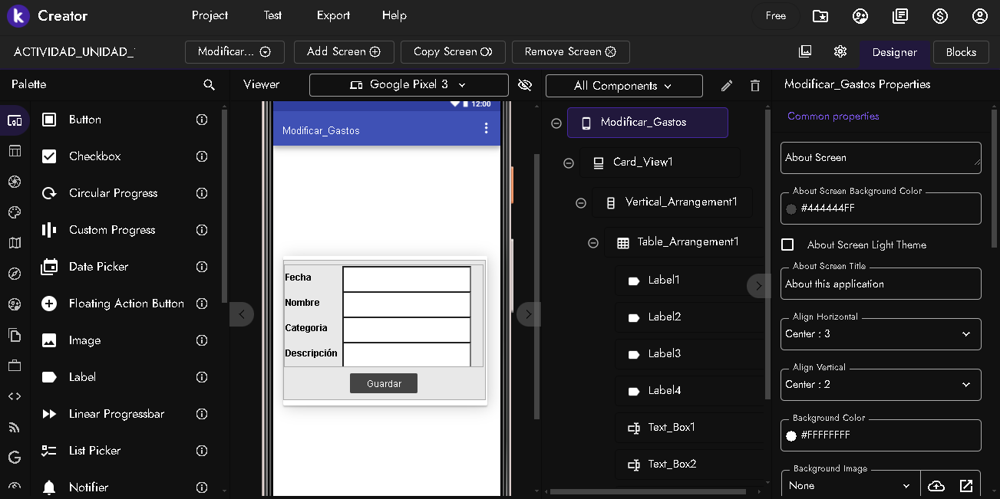 Creator
Project
Test
Export
Help
Free
ACTIVIDAD_UNIDAD_
Modificar...
Add Screen
Copy Screen
Remove Screen
Designer
Blocks
Palette
Viewer
Google Pixel 3
All Components
Modificar_Gastos Properties
Button
Checkbox
Circular Progress
Custom Progress
Date Picker
Floating Action Button
Image
Label
Linear Progressbar
List Picker
Notifier
12:00
Modificar_Gastos
Fecha
Nombre
Categoria
Descripción
Guardar
Modificar_Gastos
Card_View1
Vertical_Arrangement1
Table_Arrangement1
Label1
Label2
Label3
Label4
Text_Box1
Text_Box2
Common properties
About Screen
About Screen Background Color
#444444FF
About Screen Light Theme
About Screen Title
About this application
Align Horizontal
Center : 3
Align Vertical
Center : 2
Background Color
#FFFFFFFF
Background Image
None